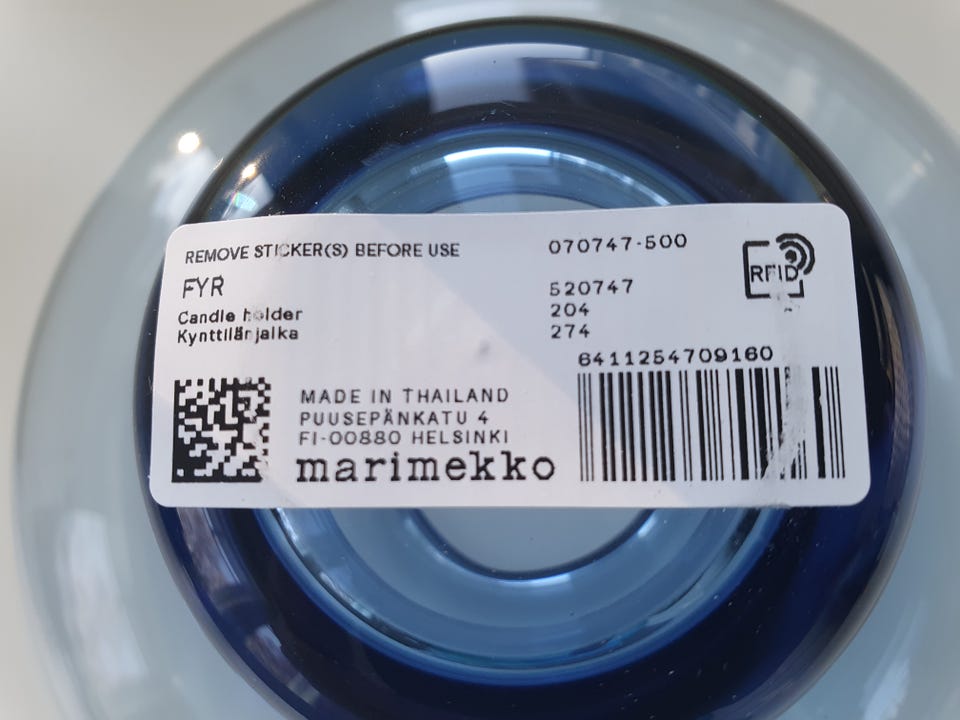 REMOVE STICKER(S) BEFORE USE
FYR
Candle holder
Kynttilänjalka
070747-500
520747
204
274
RFID
6411254709160
MADE IN THAILAND
PUUSEPÄNKATU 4
FI-00880 HELSINKI
marimekko